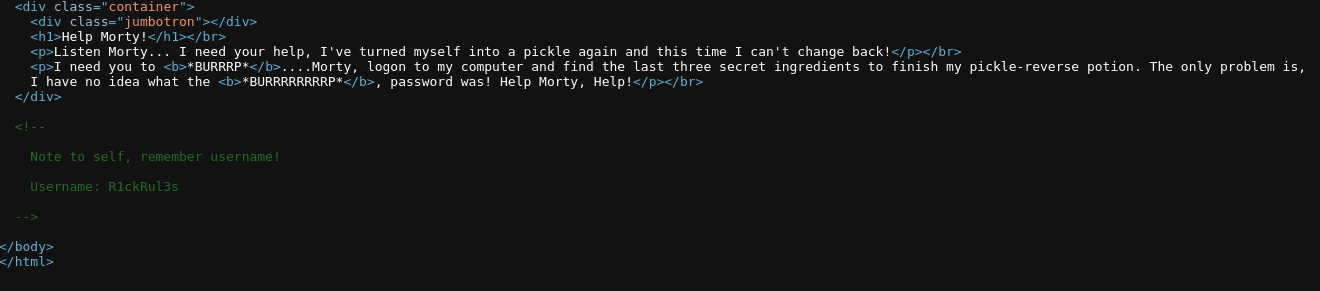 <div class="container">
<div class="jumbotron"></div>
<h1>Help Morty!</h1></br>
<p>Listen Morty... I need your help, I've turned myself into a pickle again and this time I can't change back!</p></br>
<p>I need you to <b>*BURRRP*</b>....Morty, logon to my computer and find the last three secret ingredients to finish my pickle-reverse potion. The only problem is,
I have no idea what the <b>*BURRRRRRRRP*</b>, password was! Help Morty, Help!</p></br>
</div>
<!--
Note to self, remember username!
Username: R1ckRul3s
-->
</body>
</html>